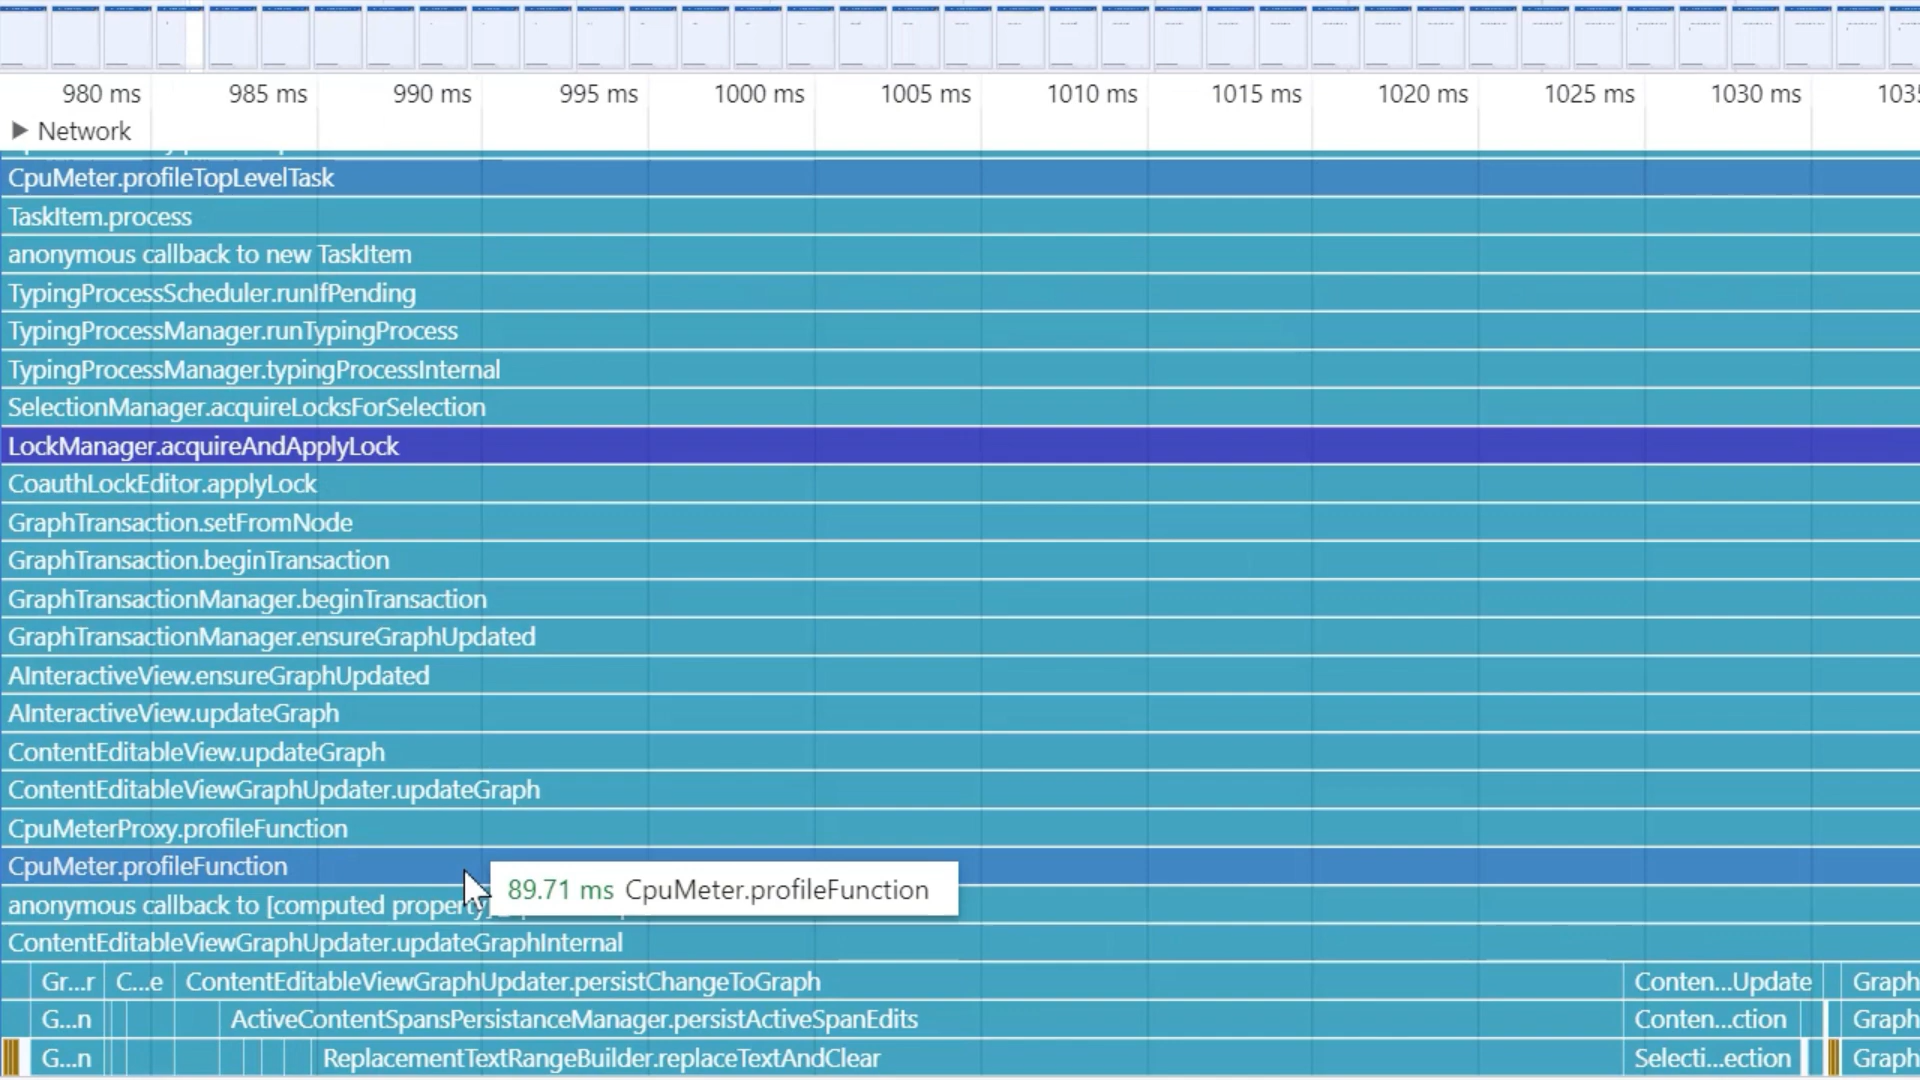 980 ms 985 ms 990 ms 995 ms 1000 ms 1005 ms 1010 ms 1015 ms 1020 ms 1025 ms 1030 ms 1035
Network
CpuMeter.profileTopLevelTask
TaskItem.process
anonymous callback to new TaskItem
TypingProcessScheduler.runIfPending
TypingProcessManager.runTypingProcess
TypingProcessManager.typingProcessInternal
SelectionManager.acquireLocksForSelection
LockManager.acquireAndApplyLock
CoauthLockEditor.applyLock
GraphTransaction.setFromNode
GraphTransaction.beginTransaction
GraphTransactionManager.beginTransaction
GraphTransactionManager.ensureGraphUpdated
AInteractiveView.ensureGraphUpdated
AInteractiveView.updateGraph
ContentEditableView.updateGraph
ContentEditableViewGraphUpdater.updateGraph
CpuMeterProxy.profileFunction
CpuMeter.profileFunction
89.71 ms CpuMeter.profileFunction
anonymous callback to [computed property]
ContentEditableViewGraphUpdater.updateGraphInternal
Gr...r C...e ContentEditableViewGraphUpdater.persistChangeToGraph Conten...Update Graph
G...n ActiveContentSpansPersistanceManager.persistActiveSpanEdits Conten...ction Graph
G...n ReplacementTextRangeBuilder.replaceTextAndClear Selecti...ection Graph